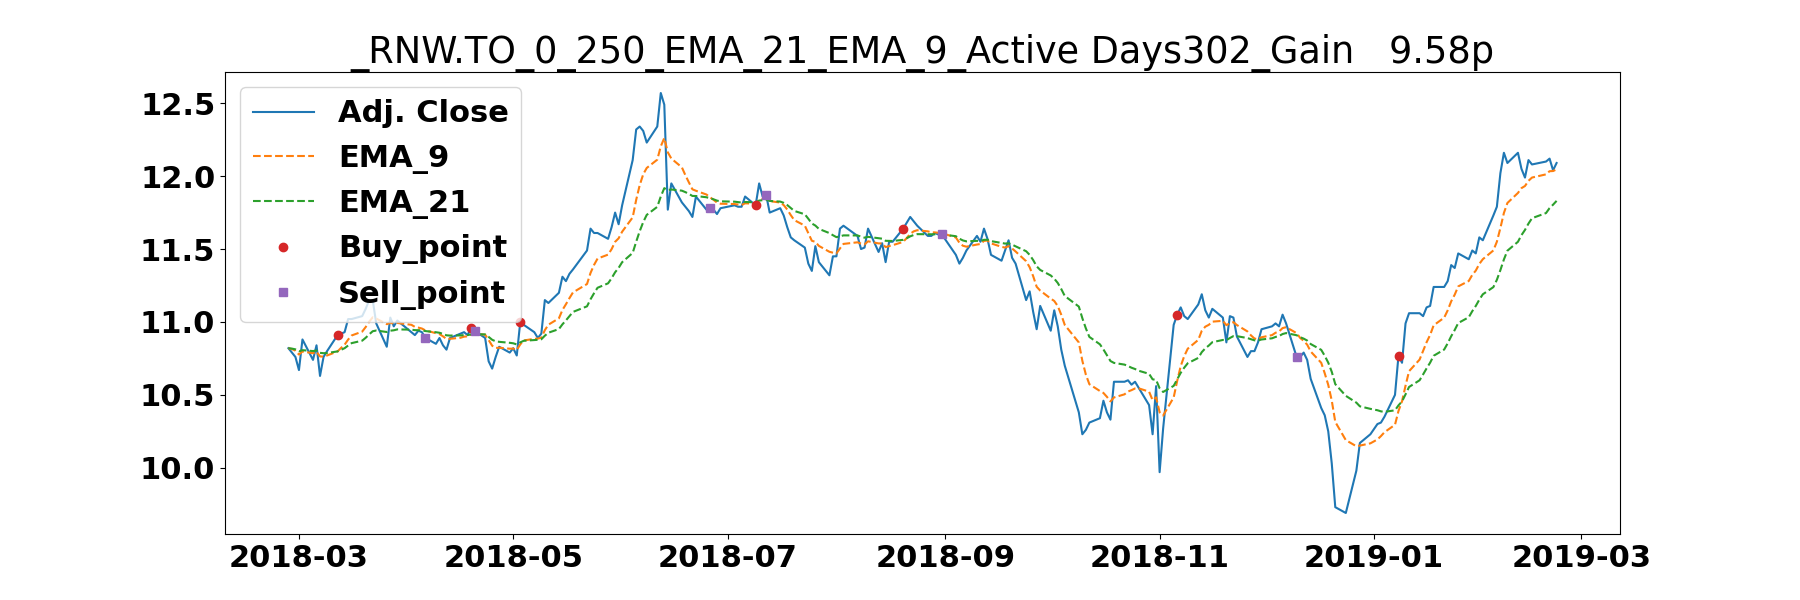 _RNW.TO_0_250_EMA_21_EMA_9_Active Days302_Gain   9.58p
12.5
12.0
11.5
11.0
10.5
10.0
Adj. Close
EMA_9
EMA_21
Buy_point
Sell_point
2018-03 2018-05 2018-07 2018-09 2018-11 2019-01 2019-03